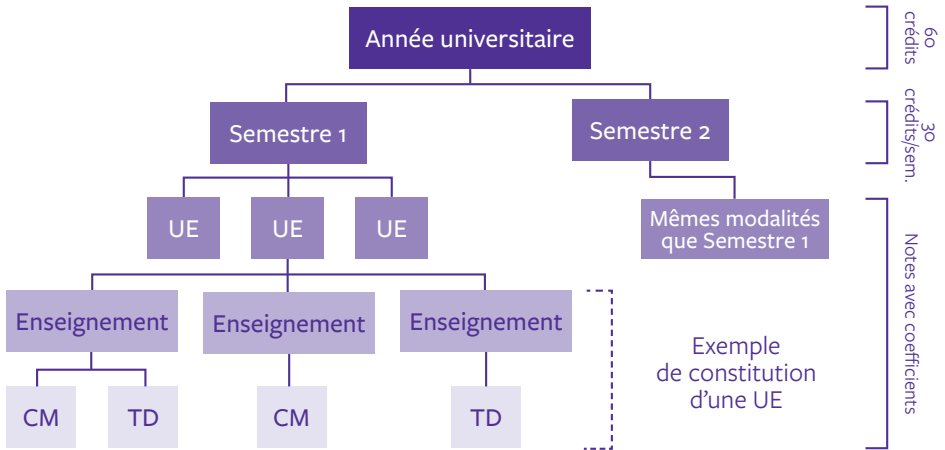 Année universitaire
60
crédits
Semestre 1
Semestre 2
30
crédits/sem.
UE
UE
UE
Mêmes modalités
que Semestre 1
Notes avec coefficients
Enseignement
Enseignement
Enseignement
Exemple
de constitution
d'une UE
CM
TD
CM
TD